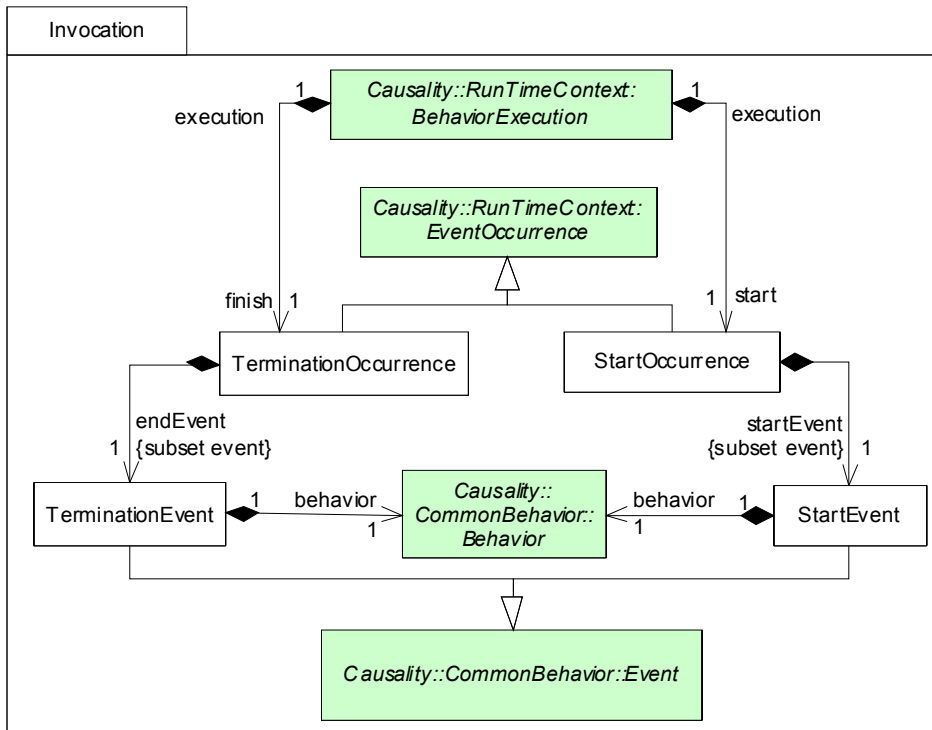 Invocation
1
Causality::RunTimeContext::
BehaviorExecution
1
execution
execution
Causality::RunTimeContext:
EventOccurrence
finish
1
1
start
TerminationOccurrence
StartOccurrence
endEvent
1
{subset event}
startEvent
{subset event}
1
TerminationEvent
1
behavior
1
Causality::
CommonBehavior::
Behavior
behavior
1
1
StartEvent
Causality::CommonBehavior::Event